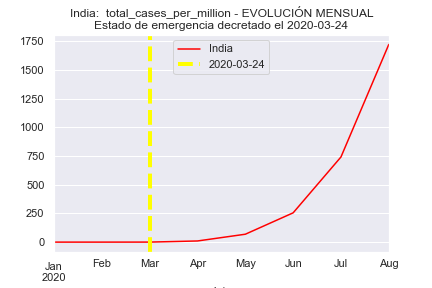 India:  total_cases_per_million - EVOLUCIÓN MENSUAL
Estado de emergencia decretado el 2020-03-24
India
2020-03-24
1750
1500
1250
1000
750
500
250
0
Jan Feb Mar Apr May Jun Jul Aug
2020